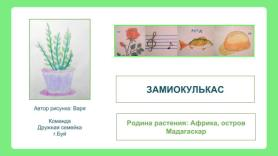 ЗАМИОКУЛЬКАС
Автор рисунка: Варя
Команда
Дружная семейка
г.Буй
Родина растения: Африка, остров
Мадагаскар